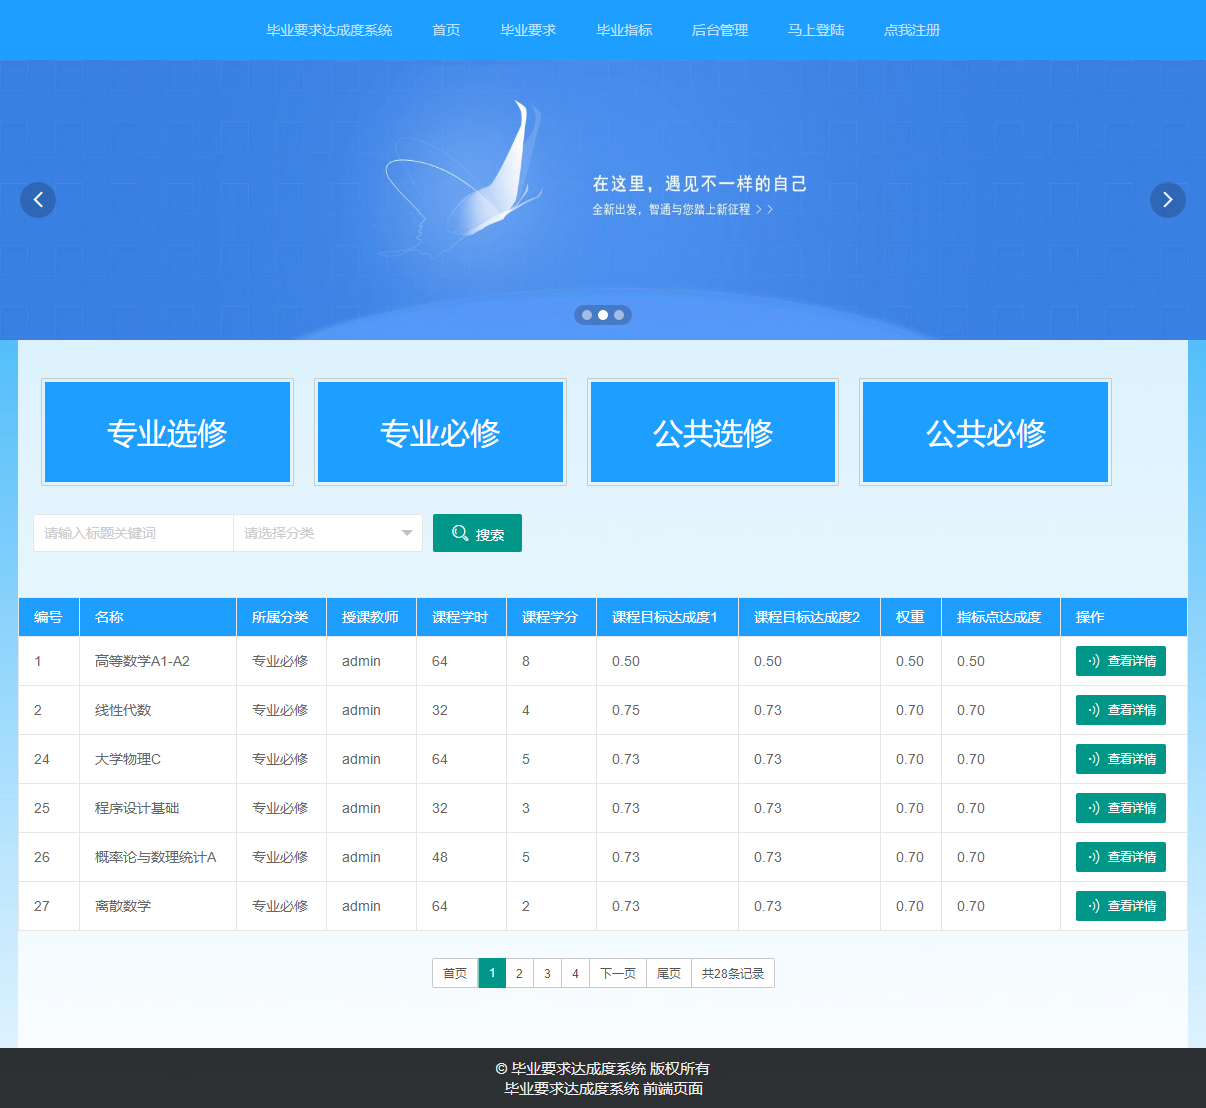 毕业要求达成度系统 首页 毕业要求 毕业指标 后台管理 马上登陆 点我注册
在这里，遇见不一样的自己
全新出发，智通与您踏上新征程 >>
专业选修 专业必修 公共选修 公共必修
请输入标题关键词 请选择分类 搜索
编号 名称 所属分类 授课教师 课程学时 课程学分 课程目标达成度1 课程目标达成度2 权重 指标点达成度 操作
1 高等数学A1-A2 专业必修 admin 64 8 0.50 0.50 0.50 0.50 查看详情
2 线性代数 专业必修 admin 32 4 0.75 0.73 0.70 0.70 查看详情
24 大学物理C 专业必修 admin 64 5 0.73 0.73 0.70 0.70 查看详情
25 程序设计基础 专业必修 admin 32 3 0.73 0.73 0.70 0.70 查看详情
26 概率论与数理统计A 专业必修 admin 48 5 0.73 0.73 0.70 0.70 查看详情
27 离散数学 专业必修 admin 64 2 0.73 0.73 0.70 0.70 查看详情
首页 1 2 3 4 下一页 尾页 共28条记录
© 毕业要求达成度系统 版权所有
毕业要求达成度系统 前端页面